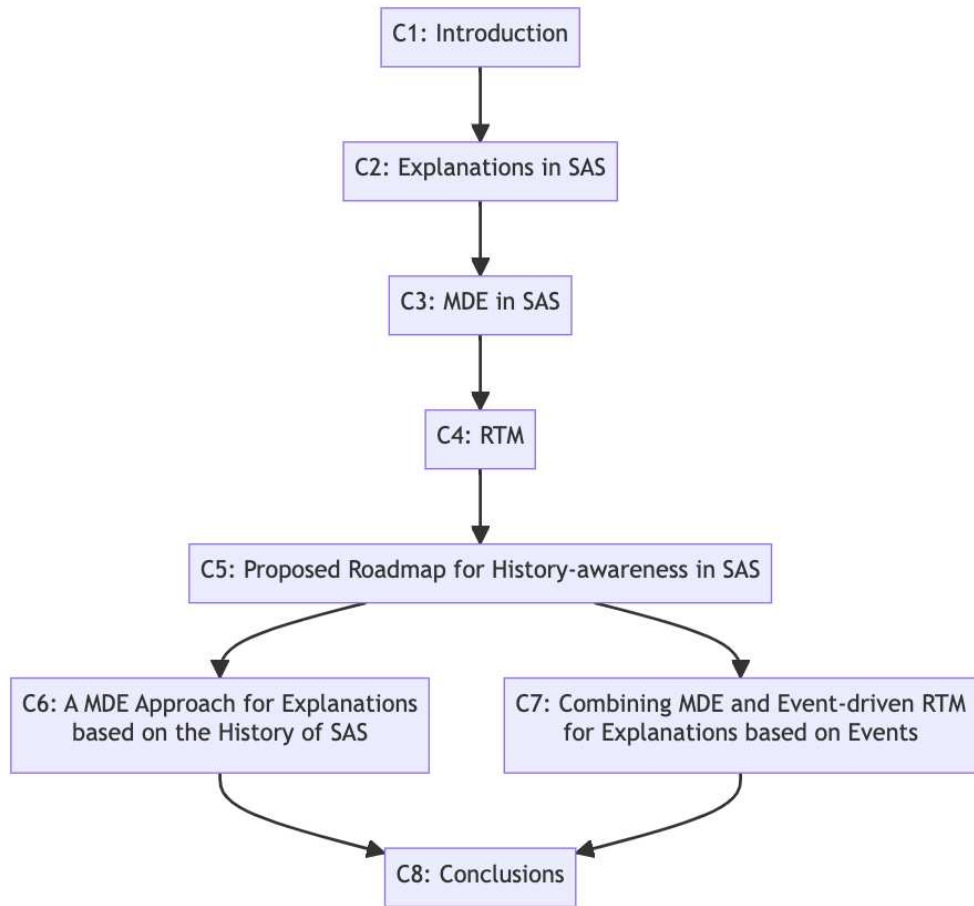 C1: Introduction
C2: Explanations in SAS
C3: MDE in SAS
C4: RTM
C5: Proposed Roadmap for History-awareness in SAS
C6: A MDE Approach for Explanations
based on the History of SAS
C7: Combining MDE and Event-driven RTM
for Explanations based on Events
C8: Conclusions